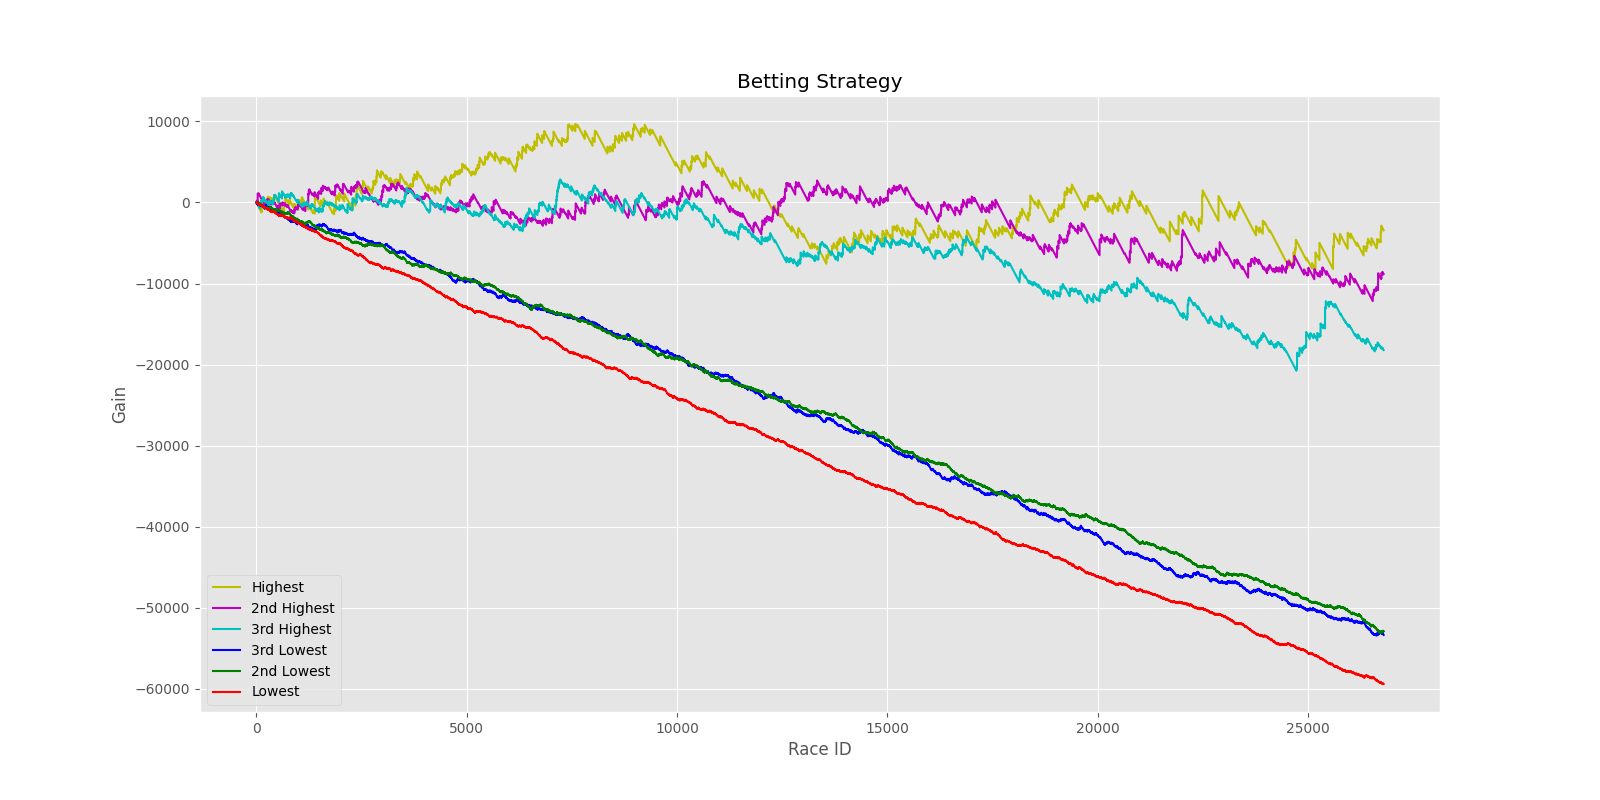 Betting Strategy
Gain
10000
0
−10000
−20000
−30000
−40000
−50000
−60000
Highest
2nd Highest
3rd Highest
3rd Lowest
2nd Lowest
Lowest
0 5000 10000 15000 20000 25000
Race ID